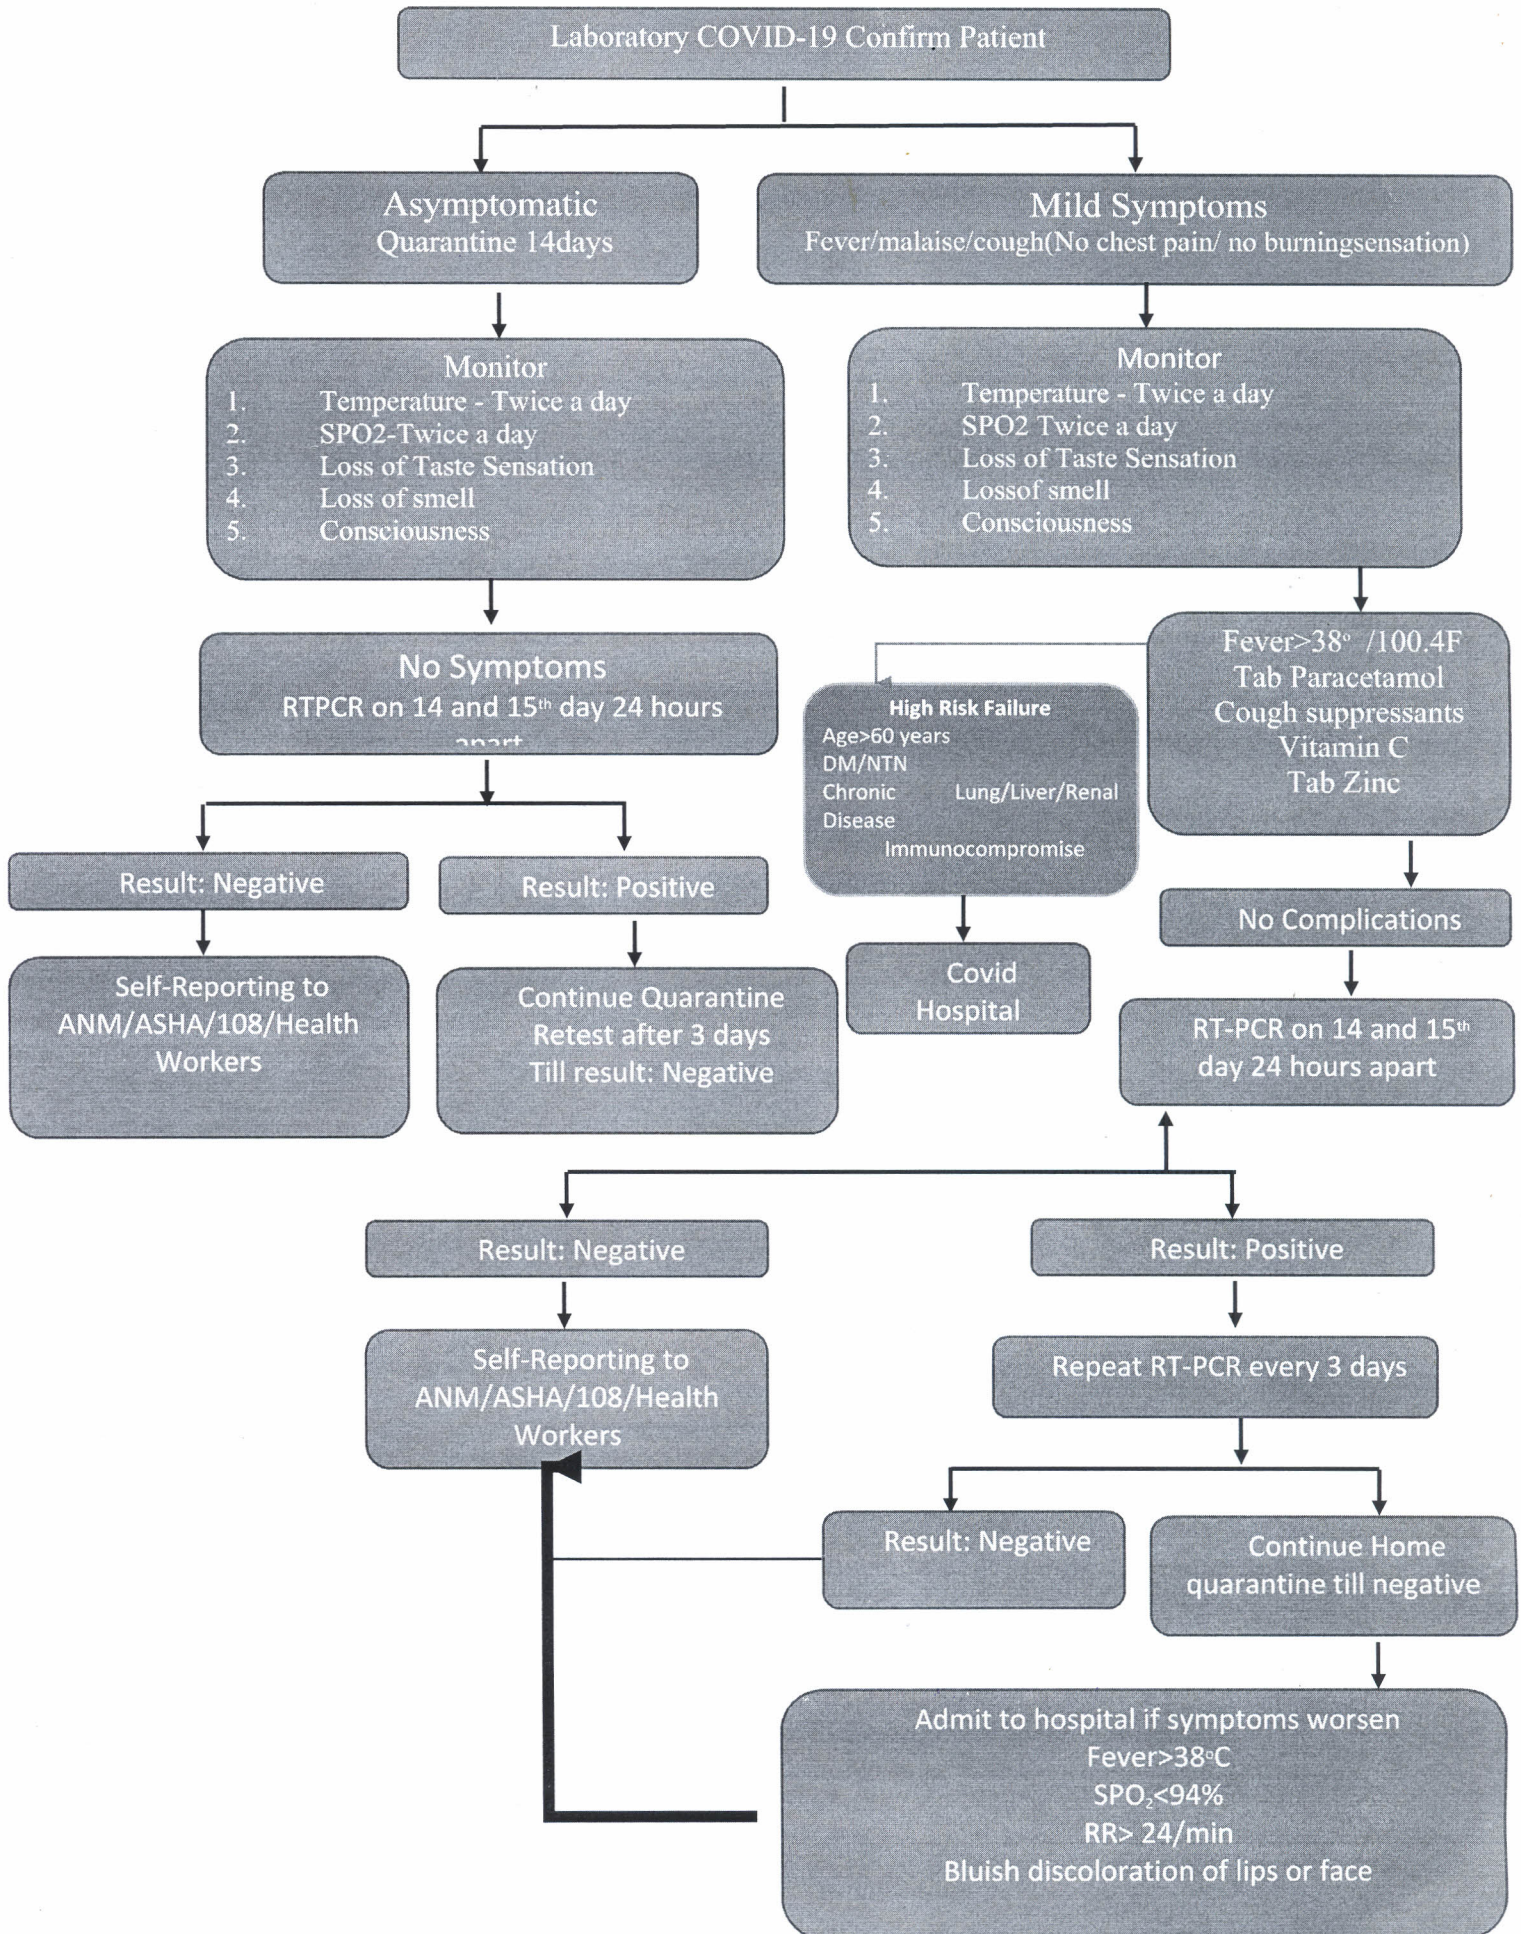 Laboratory COVID-19 Confirm Patient
Asymptomatic
Quarantine 14days
Mild Symptoms
Fever/malaise/cough(No chest pain/ no burningsensation)
Monitor
1. Temperature - Twice a day
2. SPO2-Twice a day
3. Loss of Taste Sensation
4. Loss of smell
5. Consciousness
Monitor
1. Temperature - Twice a day
2. SPO2 Twice a day
3. Loss of Taste Sensation
4. Lossof smell
5. Consciousness
No Symptoms
RTPCR on 14 and 15th day 24 hours
apart
High Risk Failure
Age>60 years
DM/NTN
Chronic Lung/Liver/Renal
Disease
Immunocompromise
Fever>38º /100.4F
Tab Paracetamol
Cough suppressants
Vitamin C
Tab Zinc
Result: Negative
Result: Positive
No Complications
Self-Reporting to
ANM/ASHA/108/Health
Workers
Continue Quarantine
Retest after 3 days
Till result: Negative
Covid
Hospital
RT-PCR on 14 and 15th
day 24 hours apart
Result: Negative
Result: Positive
Self-Reporting to
ANM/ASHA/108/Health
Workers
Repeat RT-PCR every 3 days
Result: Negative
Continue Home
quarantine till negative
Admit to hospital if symptoms worsen
Fever>38ºC
SPO₂<94%
RR> 24/min
Bluish discoloration of lips or face